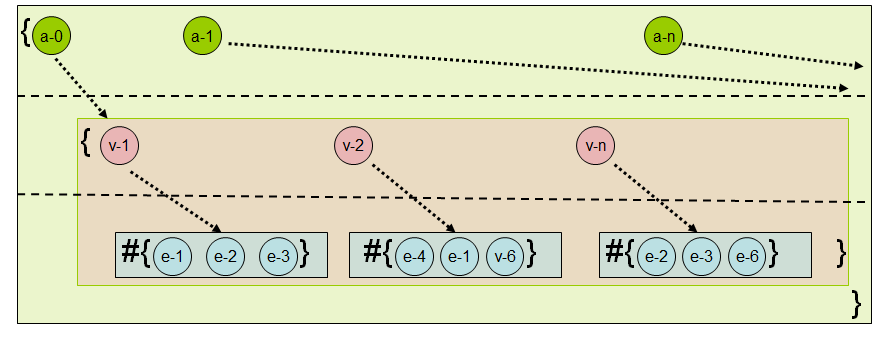 { a-0 a-1 a-n
{ v-1 v-2 v-n
#{ e-1 e-2 e-3 } #{ e-4 e-1 v-6 } #{ e-2 e-3 e-6 } }
}